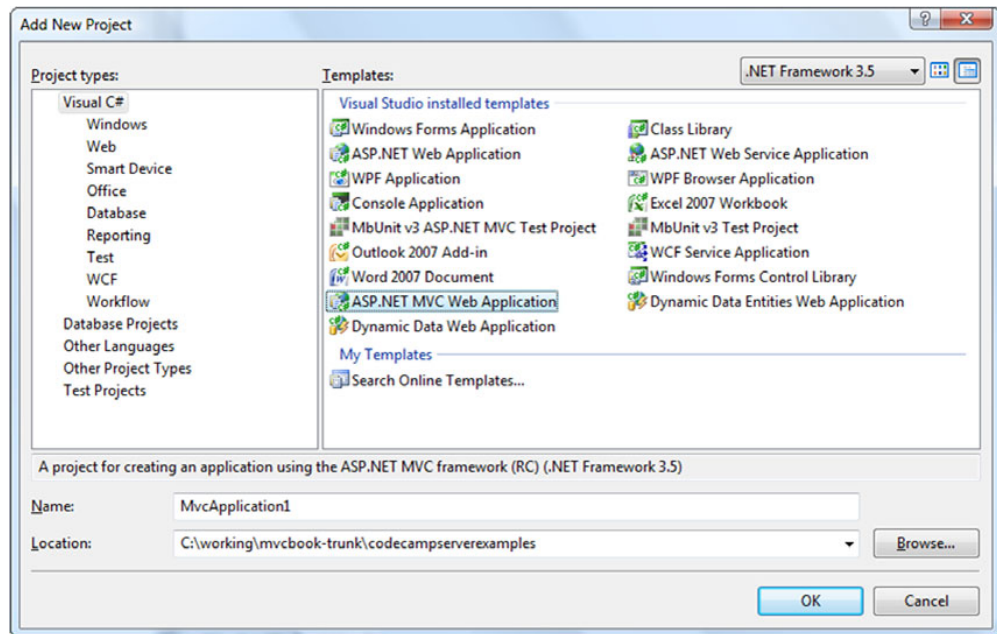 Add New Project
Project types:
Templates:
.NET Framework 3.5
Visual C#
Windows
Web
Smart Device
Office
Database
Reporting
Test
WCF
Workflow
Database Projects
Other Languages
Other Project Types
Test Projects
Visual Studio installed templates
Windows Forms Application
ASP.NET Web Application
WPF Application
Console Application
MbUnit v3 ASP.NET MVC Test Project
Outlook 2007 Add-in
Word 2007 Document
ASP.NET MVC Web Application
Dynamic Data Web Application
Class Library
ASP.NET Web Service Application
WPF Browser Application
Excel 2007 Workbook
MbUnit v3 Test Project
WCF Service Application
Windows Forms Control Library
Dynamic Data Entities Web Application
My Templates
Search Online Templates...
A project for creating an application using the ASP.NET MVC framework (RC) (.NET Framework 3.5)
Name:
MvcApplication1
Location:
C:\working\mvcbook-trunk\codecampserverexamples
Browse...
OK
Cancel